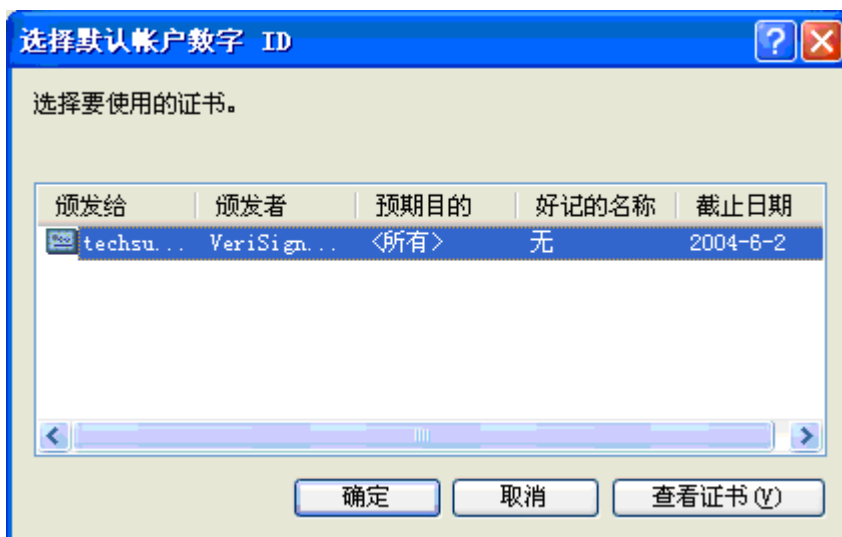 选择默认帐户数字 ID
选择要使用的证书。
颁发给 颁发者 预期目的 好记的名称 截止日期
techsu... VeriSign... <所有> 无 2004-6-2
确定 取消 查看证书(V)